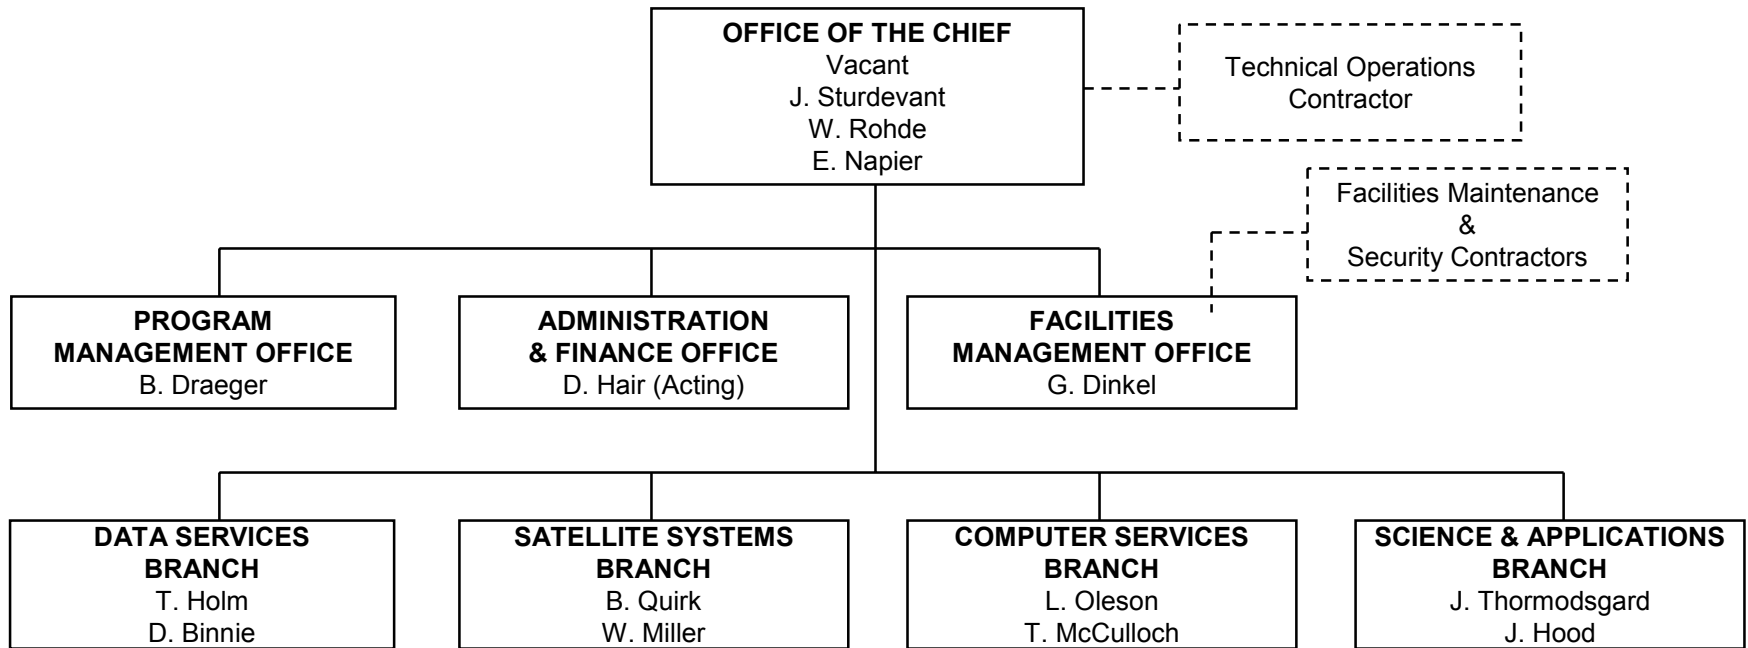 OFFICE OF THE CHIEF
Vacant
J. Sturdevant
W. Rohde
E. Napier
Technical Operations
Contractor
Facilities Maintenance
&
Security Contractors
PROGRAM
MANAGEMENT OFFICE
B. Draeger
ADMINISTRATION
& FINANCE OFFICE
D. Hair (Acting)
FACILITIES
MANAGEMENT OFFICE
G. Dinkel
DATA SERVICES
BRANCH
T. Holm
D. Binnie
SATELLITE SYSTEMS
BRANCH
B. Quirk
W. Miller
COMPUTER SERVICES
BRANCH
L. Oleson
T. McCulloch
SCIENCE & APPLICATIONS
BRANCH
J. Thormodsgard
J. Hood